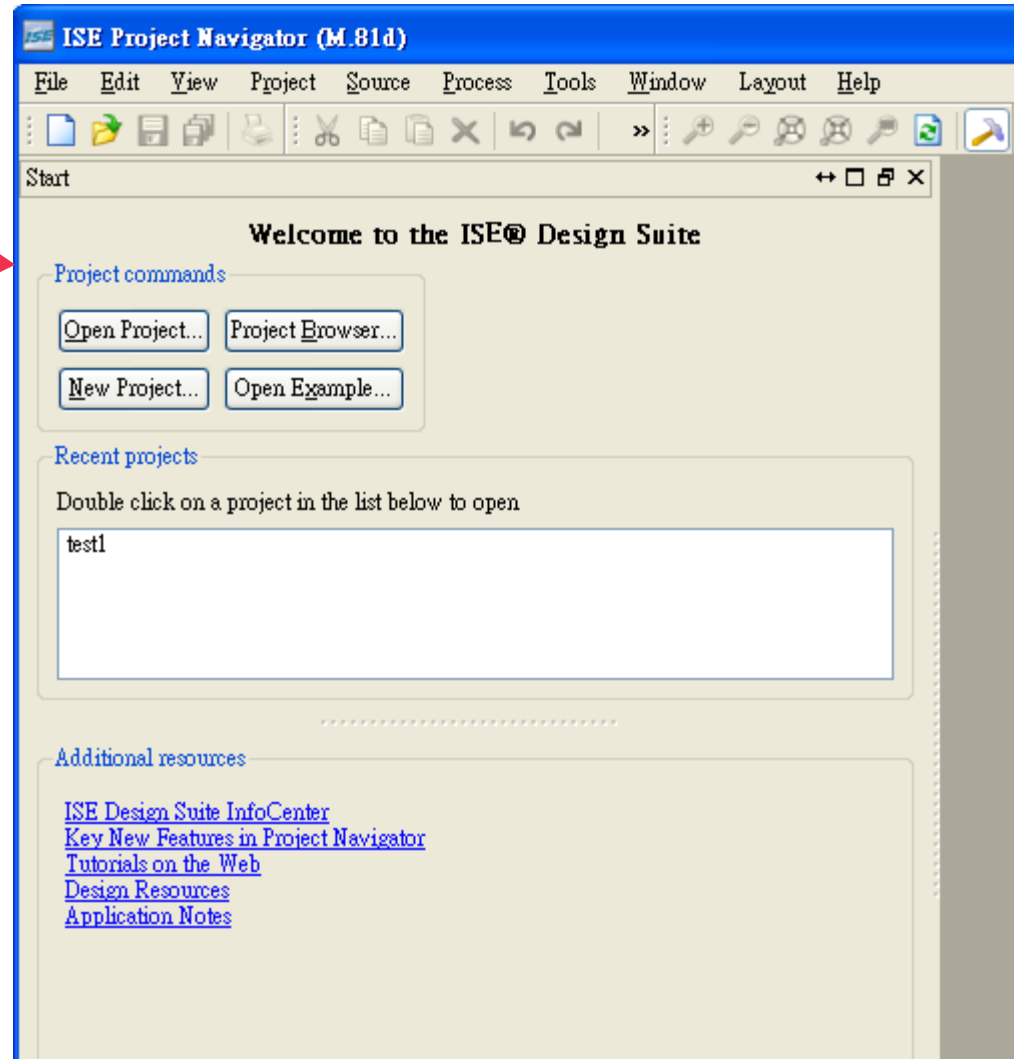 ISE ISE Project Navigator (M.81d)
File Edit View Project Source Process Tools Window Layout Help
Start
Welcome to the ISE® Design Suite
Project commands
Open Project... Project Browser...
New Project... Open Example...
Recent projects
Double click on a project in the list below to open
test1
Additional resources
ISE Design Suite InfoCenter
Key New Features in Project Navigator
Tutorials on the Web
Design Resources
Application Notes